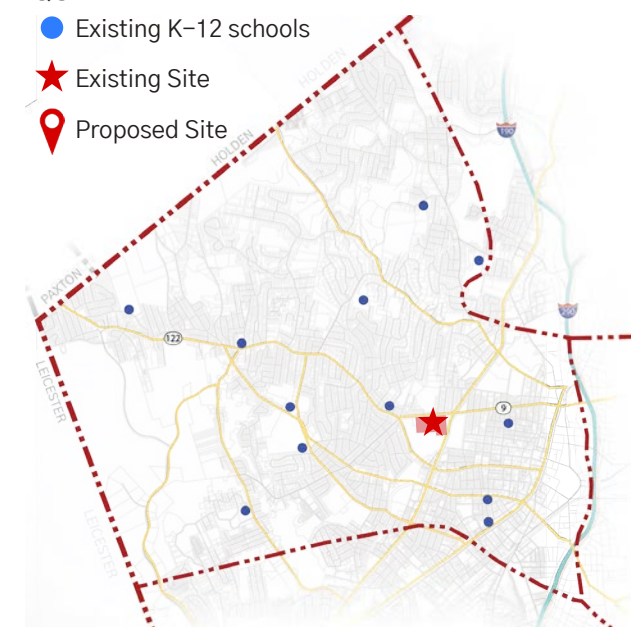 Existing K–12 schools
Existing Site
Proposed Site
HOLDEN
HOLDEN
190
PAXTON
290
122
LEICESTER
9
LEICESTER